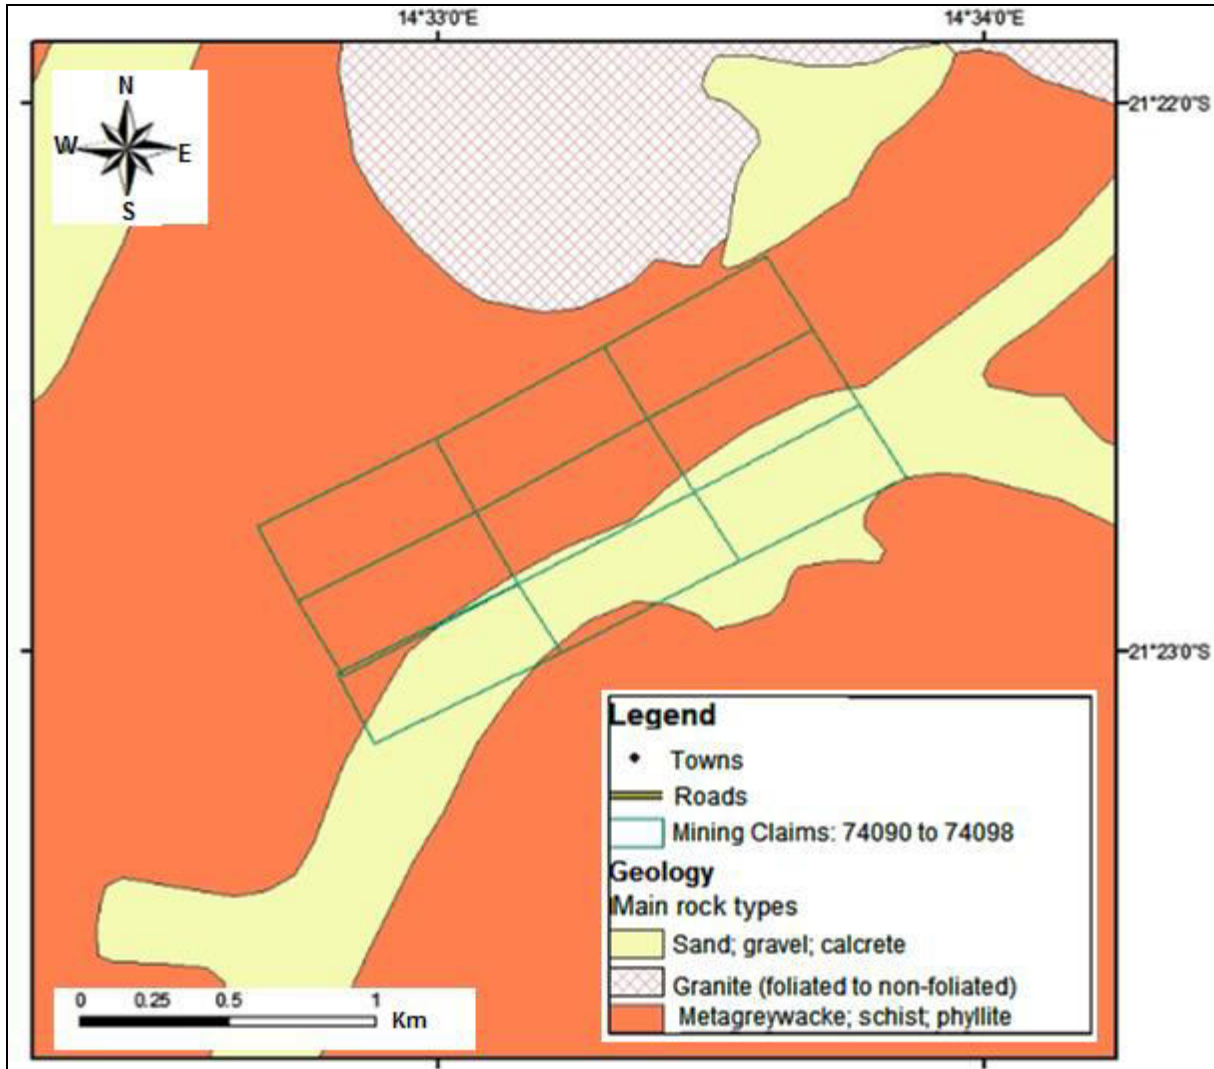 14°33'0"E
14°34'0"E
N
W
E
S
21°22'0"S
21°23'0"S
Legend
Towns
Roads
Mining Claims: 74090 to 74098
Geology
Main rock types
Sand; gravel; calcrete
Granite (foliated to non-foliated)
Metagreywacke; schist; phyllite
0 0.25 0.5 1
Km